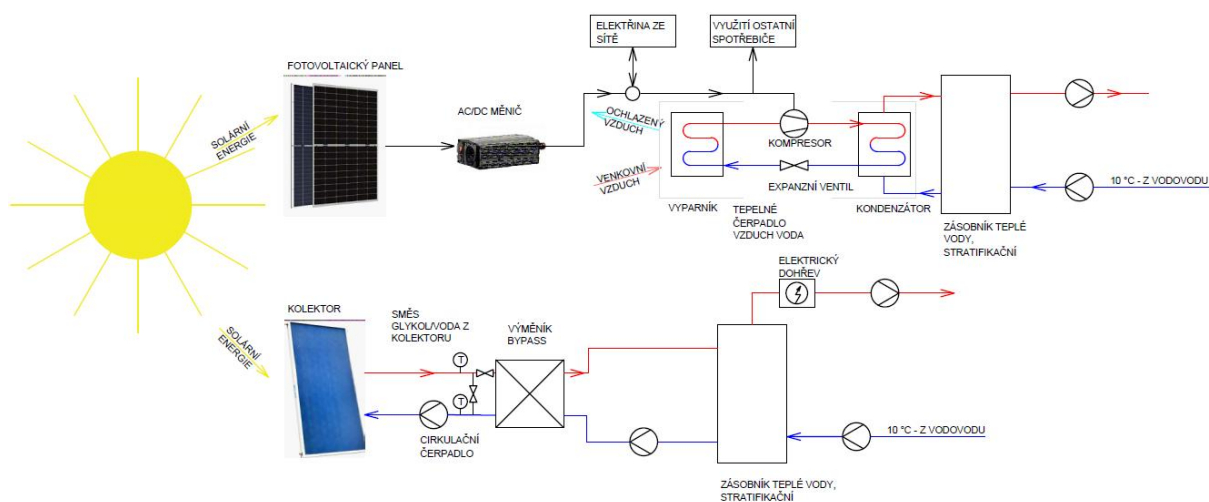 ELEKTŘINA ZE
SÍTĚ
VYUŽITÍ OSTATNÍ
SPOTŘEBIČE
FOTOVOLTAICKÝ PANEL
AC/DC MĚNIČ
SOLÁRNÍ
ENERGIE
OCHLAZENÝ
VZDUCH
KOMPRESOR
VENKOVNÍ
VZDUCH
EXPANZNÍ VENTIL
10 °C - Z VODOVODU
VYPARNÍK
TEPELNÉ
ČERPADLO
VZDUCH VODA
KONDENZÁTOR
ZÁSOBNÍK TEPLÉ
VODY,
STRATIFIKAČNÍ
ELEKTRICKÝ
DOHŘEV
SOLÁRNÍ
ENERGIE
KOLEKTOR
SMĚS
GLYKOL/VODA Z
KOLEKTORU
VÝMĚNÍK
BYPASS
T
T
CIRKULAČNÍ
ČERPADLO
10 °C - Z VODOVODU
ZÁSOBNÍK TEPLÉ VODY,
STRATIFIKAČNÍ